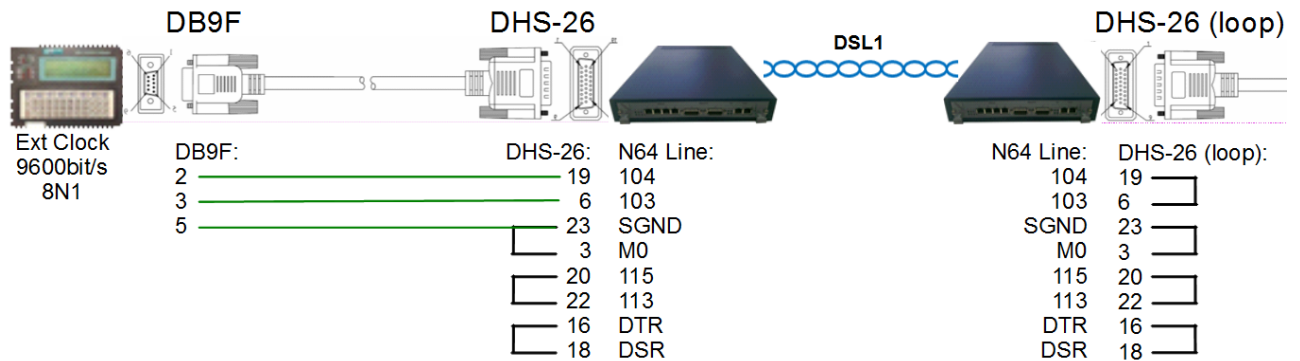 DB9F DHS-26 DHS-26 (loop)
DSL1
Ext Clock
9600bit/s
8N1
DB9F: DHS-26: N64 Line: N64 Line: DHS-26 (loop):
2 19 104 104 19
3 6 103 103 6
5 23 SGND SGND 23
3 M0 M0 3
20 115 115 20
22 113 113 22
16 DTR DTR 16
18 DSR DSR 18